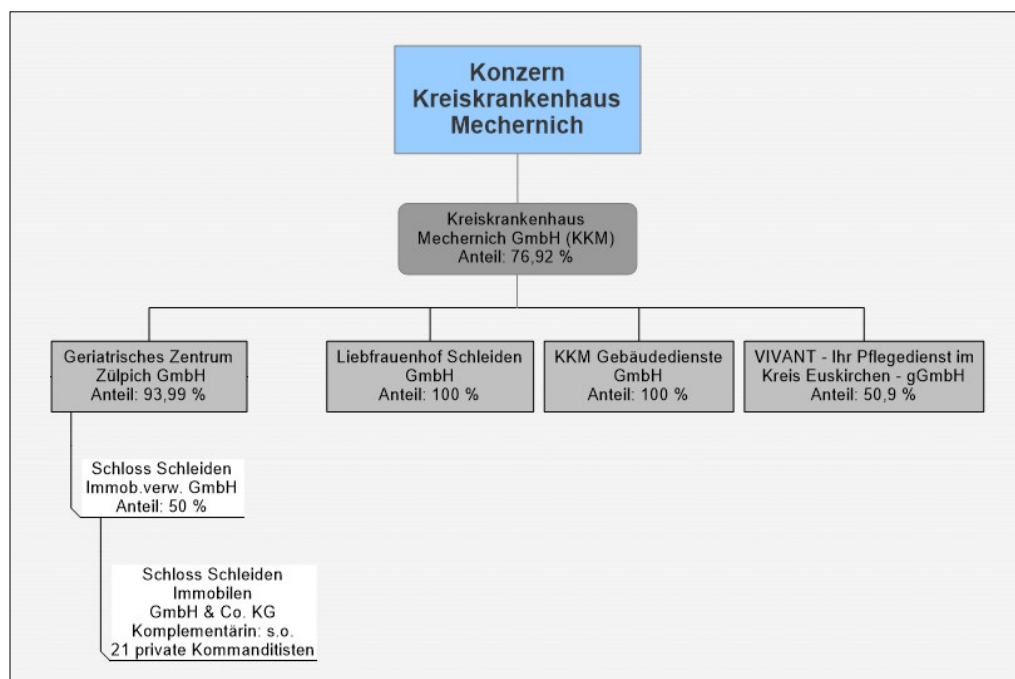 Konzern
Kreiskrankenhaus
Mechernich
Kreiskrankenhaus
Mechernich GmbH (KKM)
Anteil: 76,92 %
Geriatrisches Zentrum
Zülpich GmbH
Anteil: 93,99 %
Liebfrauenhof Schleiden
GmbH
Anteil: 100 %
KKM Gebäudedienste
GmbH
Anteil: 100 %
VIVANT - Ihr Pflegedienst im
Kreis Euskirchen - gGmbH
Anteil: 50,9 %
Schloss Schleiden
Immob.verw. GmbH
Anteil: 50 %
Schloss Schleiden
Immobilen
GmbH & Co. KG
Komplementärin: s.o.
21 private Kommanditisten